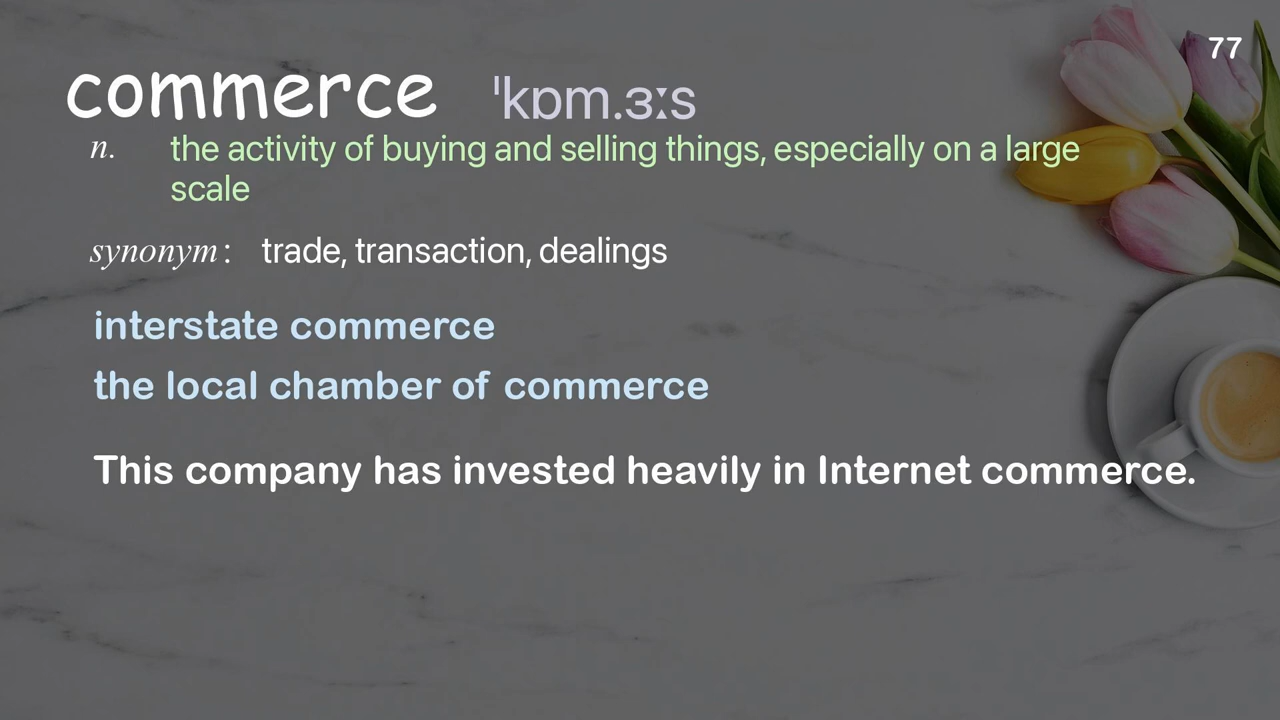 77
commerce ˈkɒm.ɜːs
n. the activity of buying and selling things, especially on a large
scale
synonym: trade, transaction, dealings
interstate commerce
the local chamber of commerce
This company has invested heavily in Internet commerce.